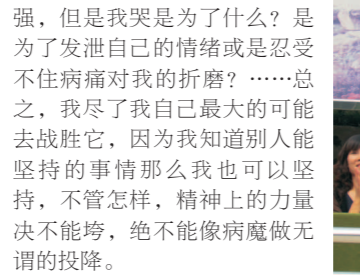 强，但是我哭是为了什么？是
为了发泄自己的情绪或是忍受
不住病痛对我的折磨？……总
之，我尽了我自己最大的可能
去战胜它，因为我知道别人能
坚持的事情那么我也可以坚
持，不管怎样，精神上的力量
决不能垮，绝不能像病魔做无
谓的投降。